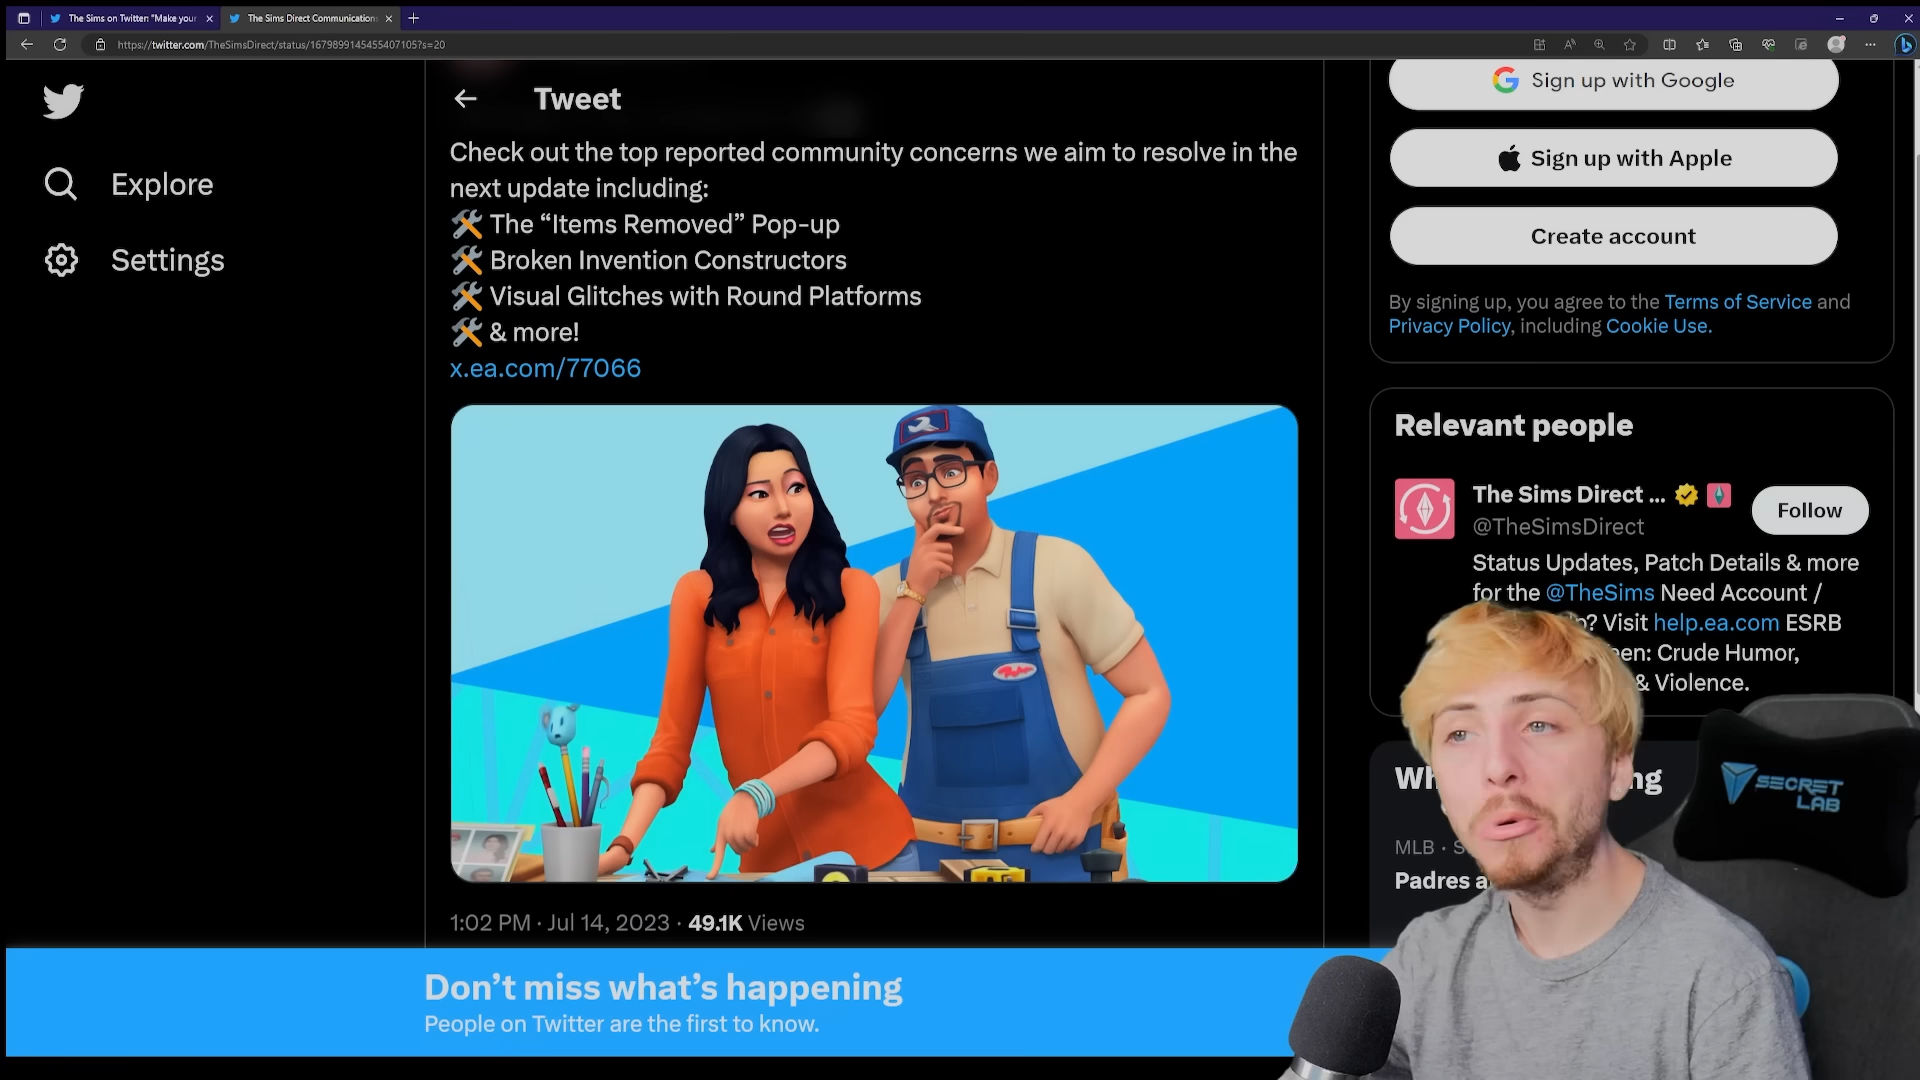 The Sims on Twitter: "Make your
The Sims Direct Communications
https://twitter.com/TheSimsDirect/status/1679899145455407105?s=20
Tweet
Explore
Settings
Check out the top reported community concerns we aim to resolve in the
next update including:
🛠 The “Items Removed” Pop-up
🛠 Broken Invention Constructors
🛠 Visual Glitches with Round Platforms
🛠 & more!
x.ea.com/77066
1:02 PM · Jul 14, 2023 · 49.1K Views
Sign up with Google
Sign up with Apple
Create account
By signing up, you agree to the Terms of Service and
Privacy Policy, including Cookie Use.
Relevant people
The Sims Direct ...
@TheSimsDirect
Follow
Status Updates, Patch Details & more
for the @TheSims Need Account /
? Visit help.ea.com ESRB
Crude Humor,
& Violence.
MLB ·
Padres
SECRET
LAB
Don’t miss what’s happening
People on Twitter are the first to know.